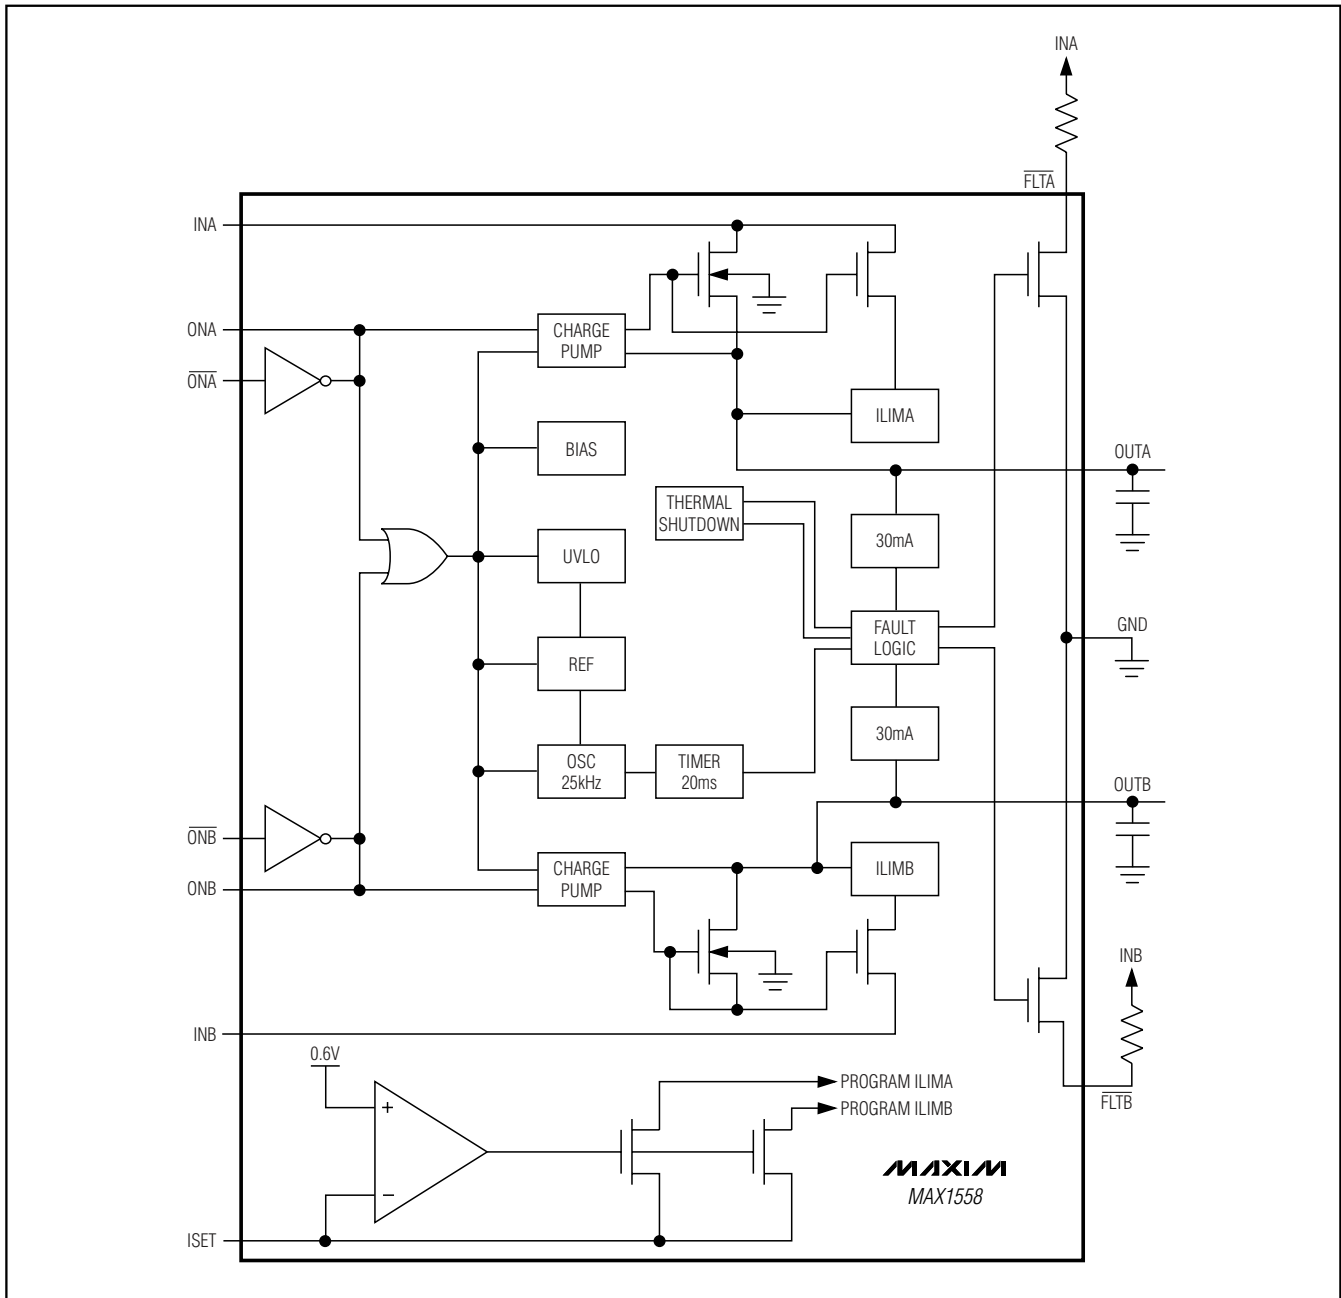 INA
FLTA
INA
ONA
CHARGE
PUMP
ONA
ILIMA
BIAS
OUTA
THERMAL
SHUTDOWN
30mA
UVLO
FAULT
LOGIC
GND
REF
30mA
OSC
25kHz
TIMER
20ms
OUTB
ONB
CHARGE
PUMP
ILIMB
ONB
INB
INB
0.6V
PROGRAM ILIMA
+
PROGRAM ILIMB
FLTB
MAXIM
MAX1558
−
ISET